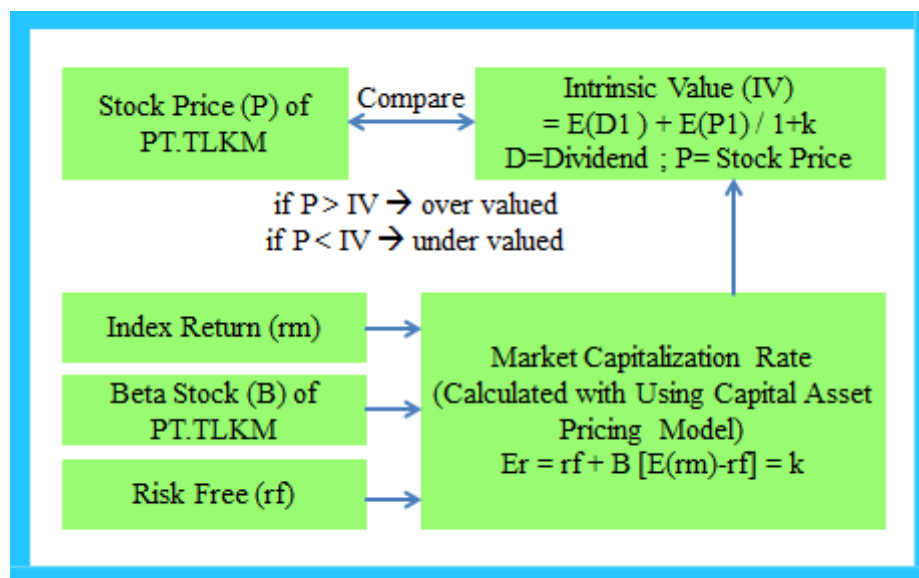 Stock Price (P) of
PT.TLKM
Compare
Intrinsic Value (IV)
= E(D1 ) + E(P1) / 1+k
D=Dividend ; P= Stock Price
if P > IV → over valued
if P < IV → under valued
Index Return (rm)
Beta Stock (B) of
PT.TLKM
Risk Free (rf)
Market Capitalization Rate
(Calculated with Using Capital Asset
Pricing Model)
Er = rf + B [E(rm)-rf] = k